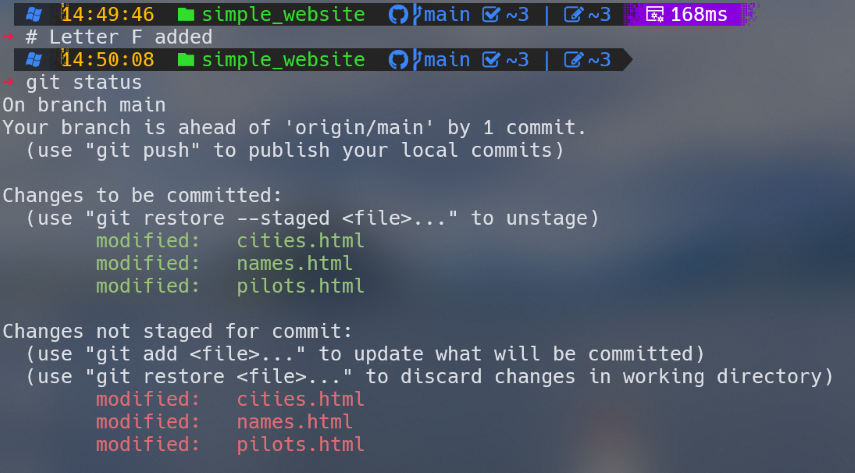 14:49:46 simple_website main ~3 | ~3 168ms
# Letter F added
14:50:08 simple_website main ~3 | ~3
git status
On branch main
Your branch is ahead of 'origin/main' by 1 commit.
(use "git push" to publish your local commits)
Changes to be committed:
(use "git restore --staged <file>..." to unstage)
modified: cities.html
modified: names.html
modified: pilots.html
Changes not staged for commit:
(use "git add <file>..." to update what will be committed)
(use "git restore <file>..." to discard changes in working directory)
modified: cities.html
modified: names.html
modified: pilots.html